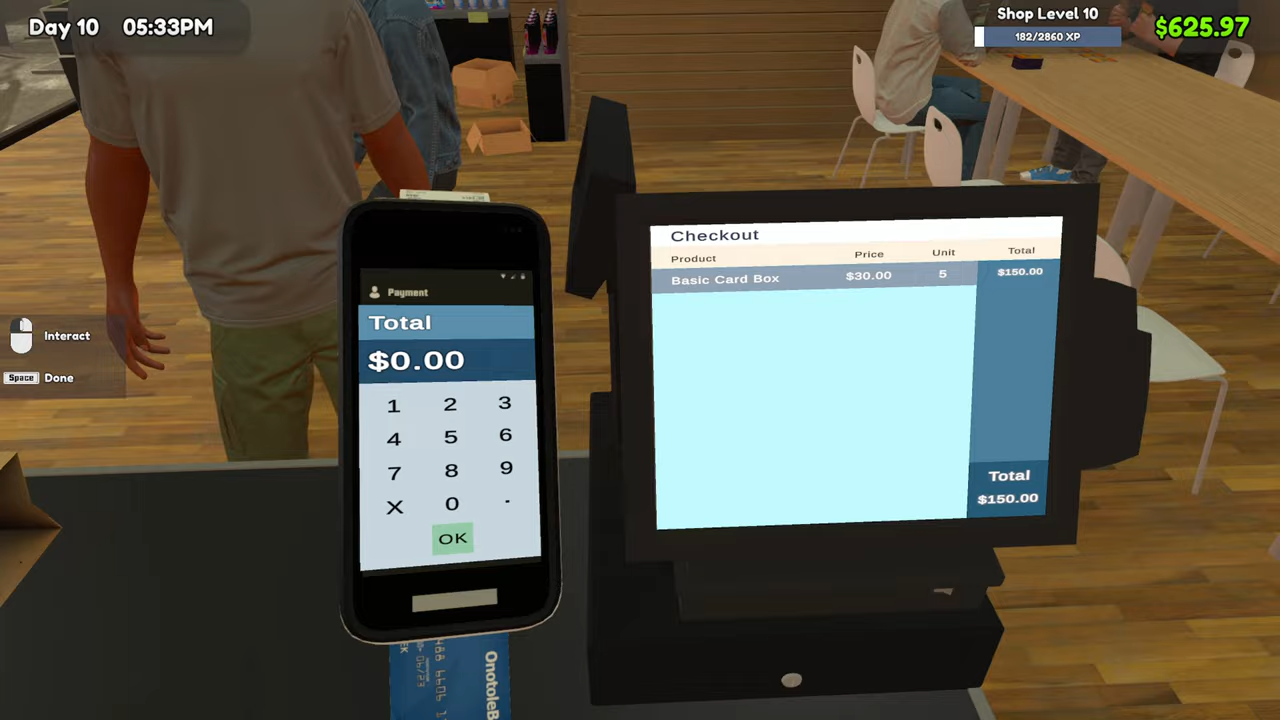 Day 10 05:33PM
Shop Level 10
182/2860 XP
$625.97
Interact
Space Done
Payment
Total
$0.00
1 2 3
4 5 6
7 8 9
X 0 .
OK
Checkout
Product Price Unit Total
Basic Card Box $30.00 5 $150.00
Total
$150.00